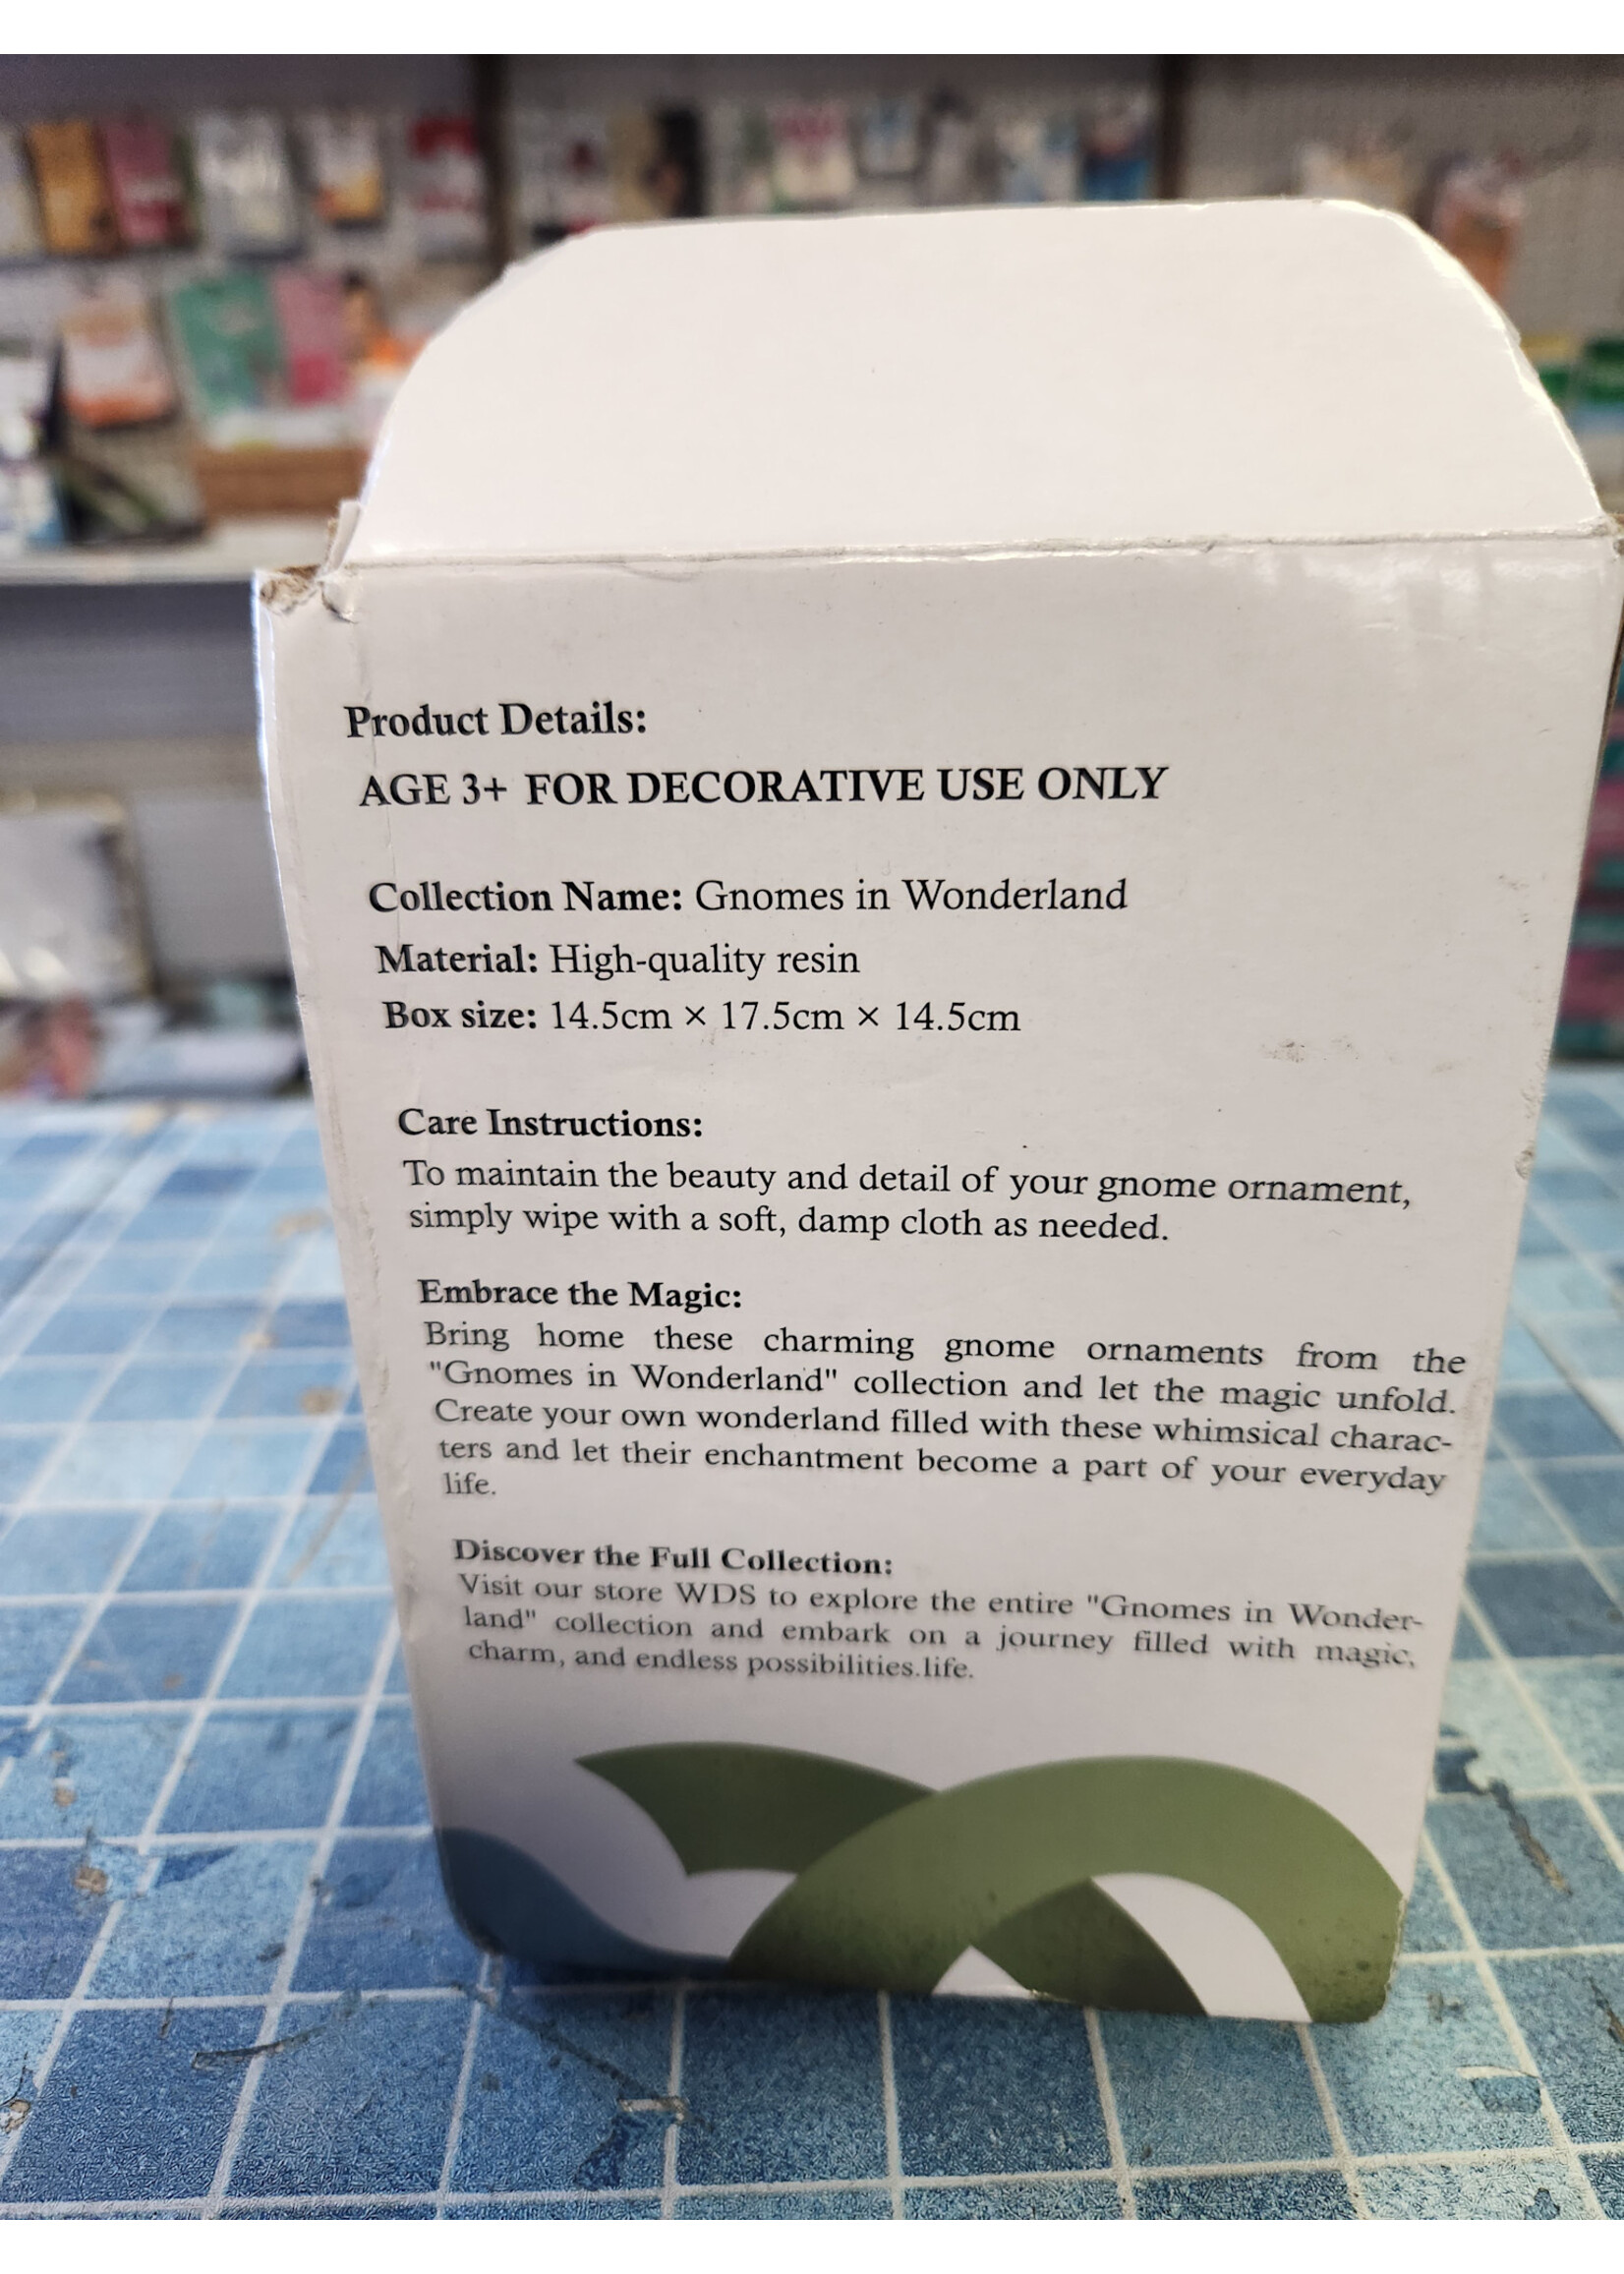 Product Details:
AGE 3+ FOR DECORATIVE USE ONLY
Collection Name: Gnomes in Wonderland
Material: High-quality resin
Box size: 14.5cm × 17.5cm × 14.5cm
Care Instructions:
To maintain the beauty and detail of your gnome ornament,
simply wipe with a soft, damp cloth as needed.
Embrace the Magic:
Bring home these charming gnome ornaments from the
"Gnomes in Wonderland" collection and let the magic unfold.
Create your own wonderland filled with these whimsical charac-
ters and let their enchantment become a part of your everyday
life.
Discover the Full Collection:
Visit our store WDS to explore the entire "Gnomes in Wonder-
land" collection and embark on a journey filled with magic,
charm, and endless possibilities.life.